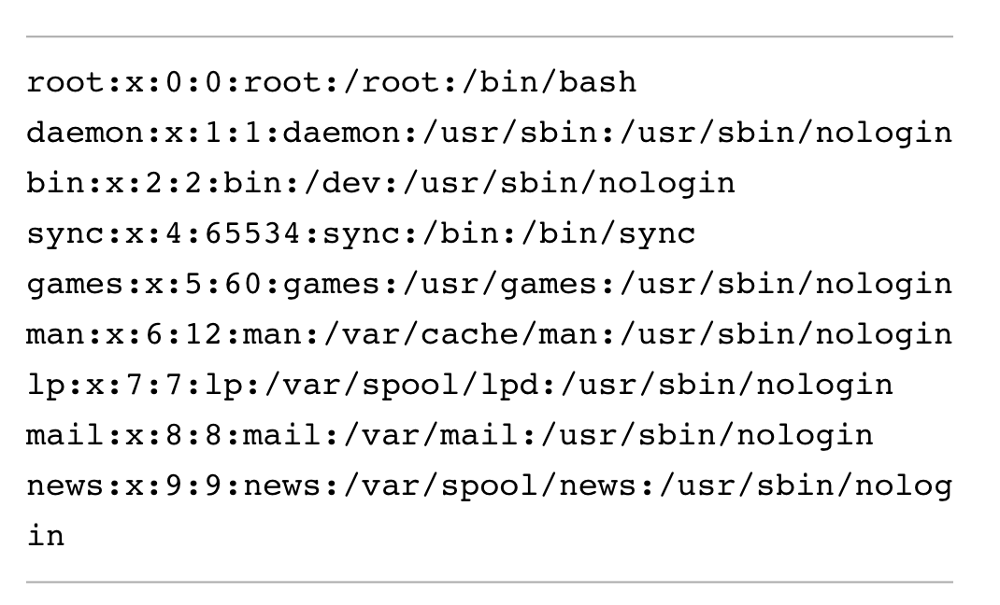 root:x:0:0:root:/root:/bin/bash
daemon:x:1:1:daemon:/usr/sbin:/usr/sbin/nologin
bin:x:2:2:bin:/dev:/usr/sbin/nologin
sync:x:4:65534:sync:/bin:/bin/sync
games:x:5:60:games:/usr/games:/usr/sbin/nologin
man:x:6:12:man:/var/cache/man:/usr/sbin/nologin
lp:x:7:7:lp:/var/spool/lpd:/usr/sbin/nologin
mail:x:8:8:mail:/var/mail:/usr/sbin/nologin
news:x:9:9:news:/var/spool/news:/usr/sbin/nolog
in